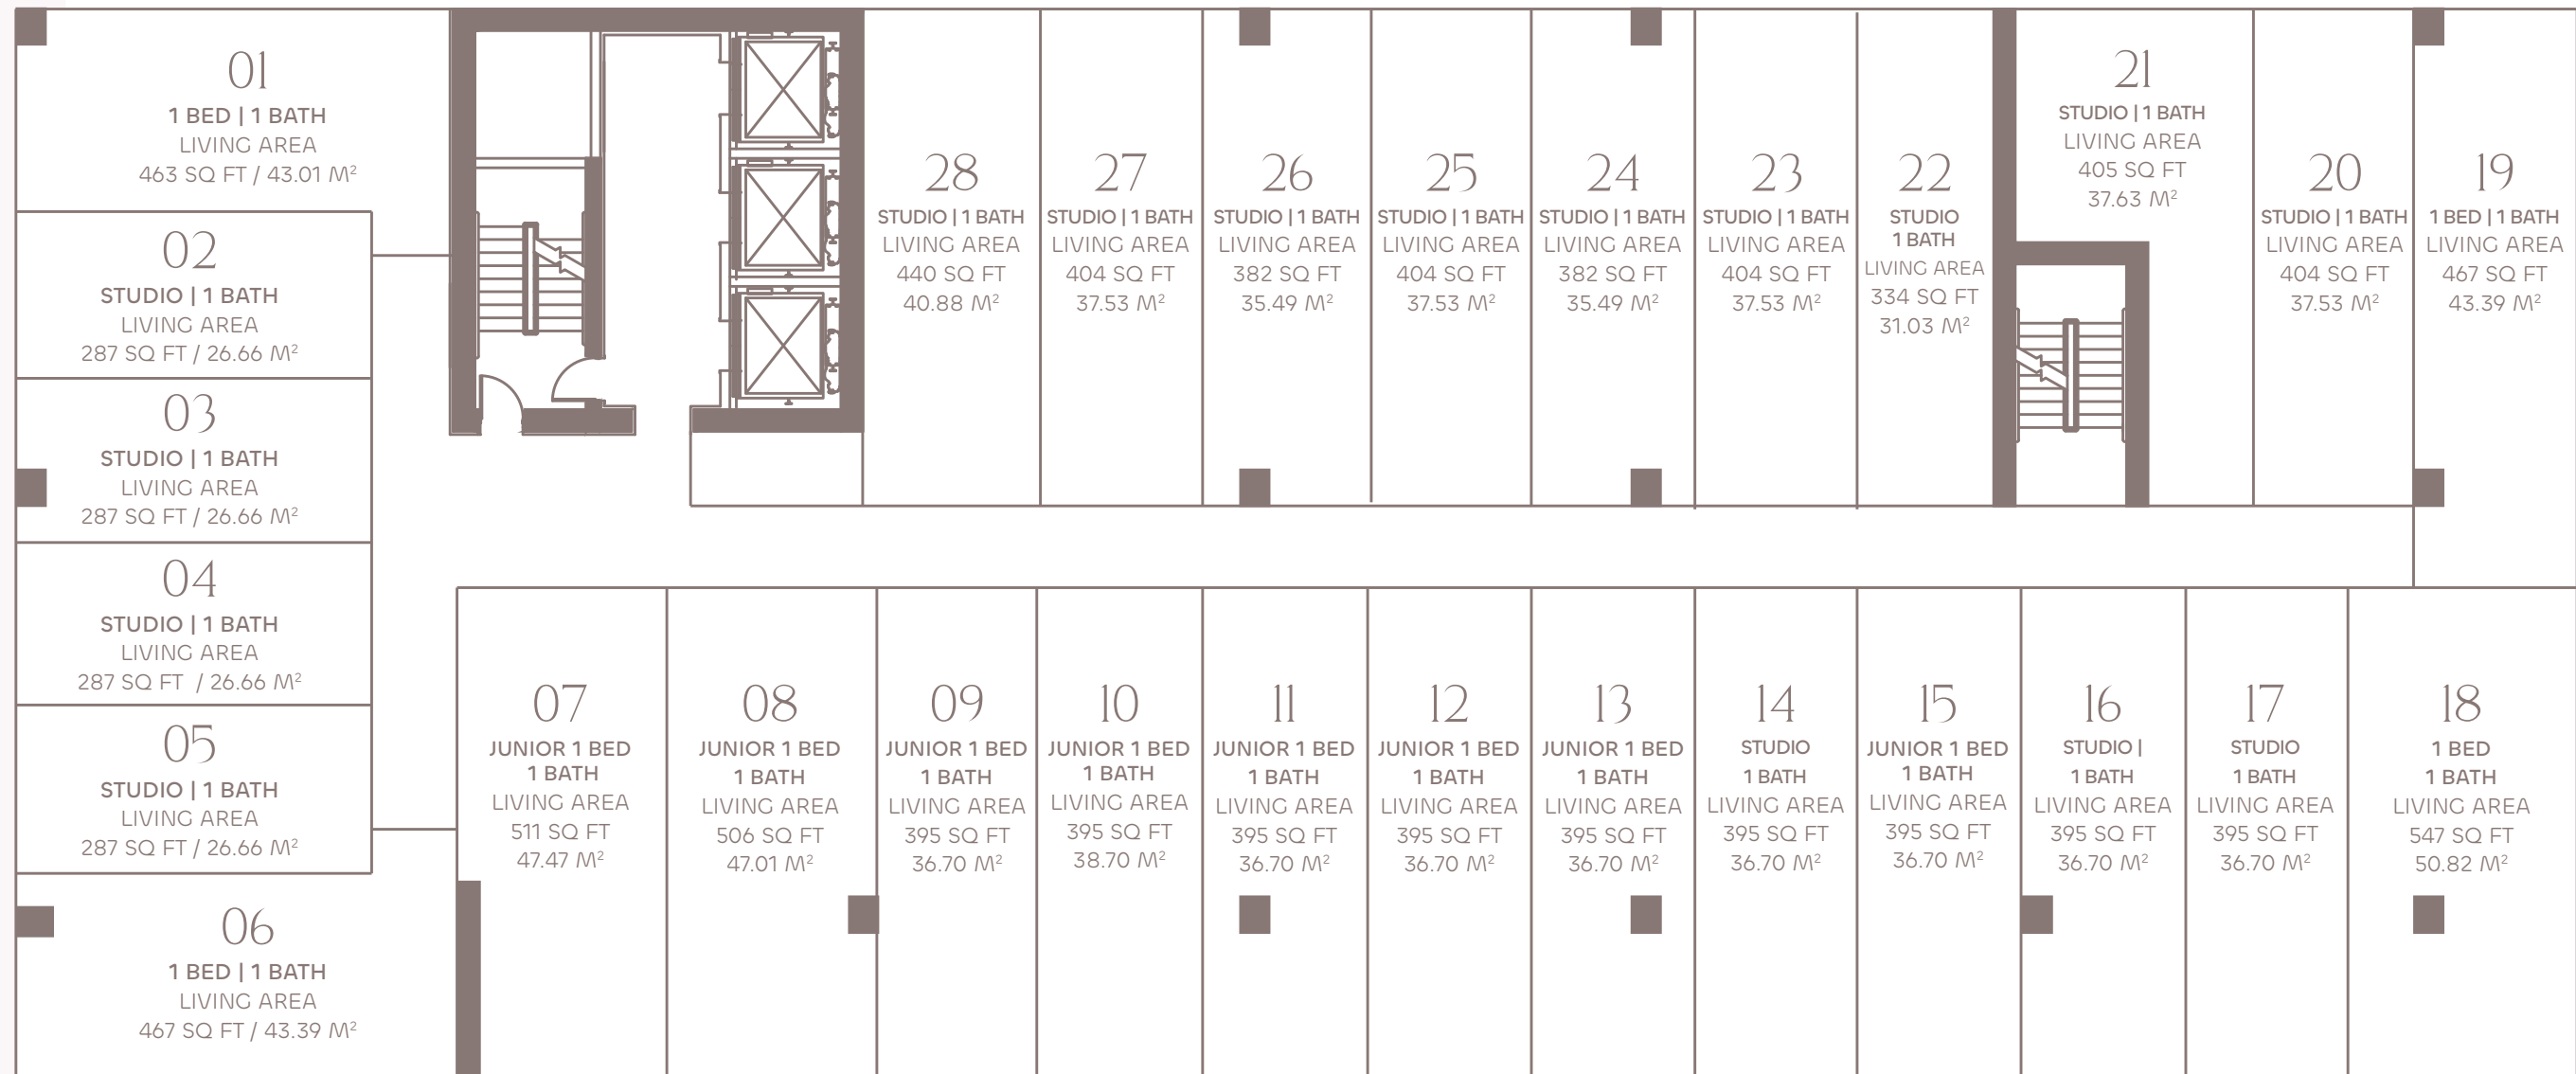 01
1 BED | 1 BATH
LIVING AREA
463 SQ FT / 43.01 M²
02
STUDIO | 1 BATH
LIVING AREA
287 SQ FT / 26.66 M²
03
STUDIO | 1 BATH
LIVING AREA
287 SQ FT / 26.66 M²
04
STUDIO | 1 BATH
LIVING AREA
287 SQ FT / 26.66 M²
05
STUDIO | 1 BATH
LIVING AREA
287 SQ FT / 26.66 M²
06
1 BED | 1 BATH
LIVING AREA
467 SQ FT / 43.39 M²
28
STUDIO | 1 BATH
LIVING AREA
440 SQ FT
40.88 M²
27
STUDIO | 1 BATH
LIVING AREA
404 SQ FT
37.53 M²
26
STUDIO | 1 BATH
LIVING AREA
382 SQ FT
35.49 M²
25
STUDIO | 1 BATH
LIVING AREA
404 SQ FT
37.53 M²
24
STUDIO | 1 BATH
LIVING AREA
382 SQ FT
35.49 M²
23
STUDIO | 1 BATH
LIVING AREA
404 SQ FT
37.53 M²
22
STUDIO
1 BATH
LIVING AREA
334 SQ FT
31.03 M²
21
STUDIO | 1 BATH
LIVING AREA
405 SQ FT
37.63 M²
20
STUDIO | 1 BATH
LIVING AREA
404 SQ FT
37.53 M²
19
1 BED | 1 BATH
LIVING AREA
467 SQ FT
43.39 M²
07
JUNIOR 1 BED
1 BATH
LIVING AREA
511 SQ FT
47.47 M²
08
JUNIOR 1 BED
1 BATH
LIVING AREA
506 SQ FT
47.01 M²
09
JUNIOR 1 BED
1 BATH
LIVING AREA
395 SQ FT
36.70 M²
10
JUNIOR 1 BED
1 BATH
LIVING AREA
395 SQ FT
38.70 M²
11
JUNIOR 1 BED
1 BATH
LIVING AREA
395 SQ FT
36.70 M²
12
JUNIOR 1 BED
1 BATH
LIVING AREA
395 SQ FT
36.70 M²
13
JUNIOR 1 BED
1 BATH
LIVING AREA
395 SQ FT
36.70 M²
14
STUDIO
1 BATH
LIVING AREA
395 SQ FT
36.70 M²
15
JUNIOR 1 BED
1 BATH
LIVING AREA
395 SQ FT
36.70 M²
16
STUDIO |
1 BATH
LIVING AREA
395 SQ FT
36.70 M²
17
STUDIO
1 BATH
LIVING AREA
395 SQ FT
36.70 M²
18
1 BED
1 BATH
LIVING AREA
547 SQ FT
50.82 M²